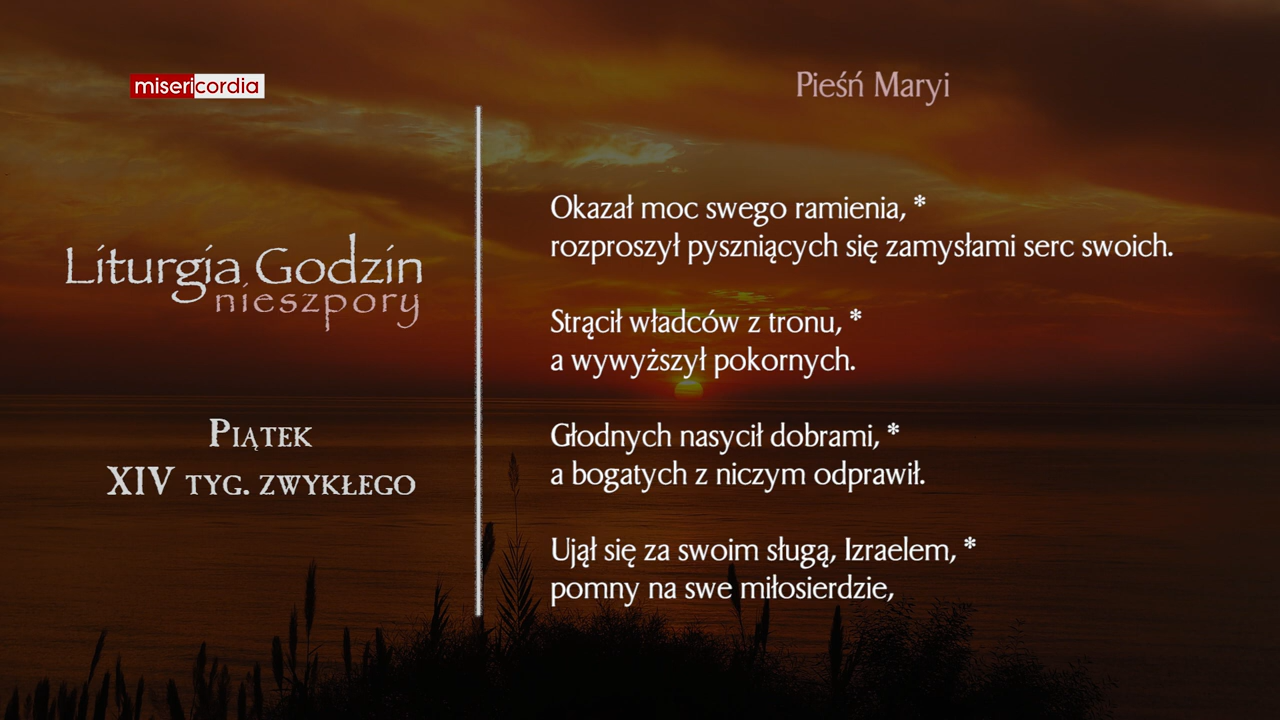 misericordia
Pieśń Maryi
Liturgia Godzin
nieszpory
Piątek
XIV tyg. zwykłego
Okazał moc swego ramienia, *
rozproszył pyszniących się zamysłami serc swoich.
Strącił władców z tronu, *
a wywyższył pokornych.
Głodnych nasycił dobrami, *
a bogatych z niczym odprawił.
Ujął się za swoim sługą, Izraelem, *
pomny na swe miłosierdzie,